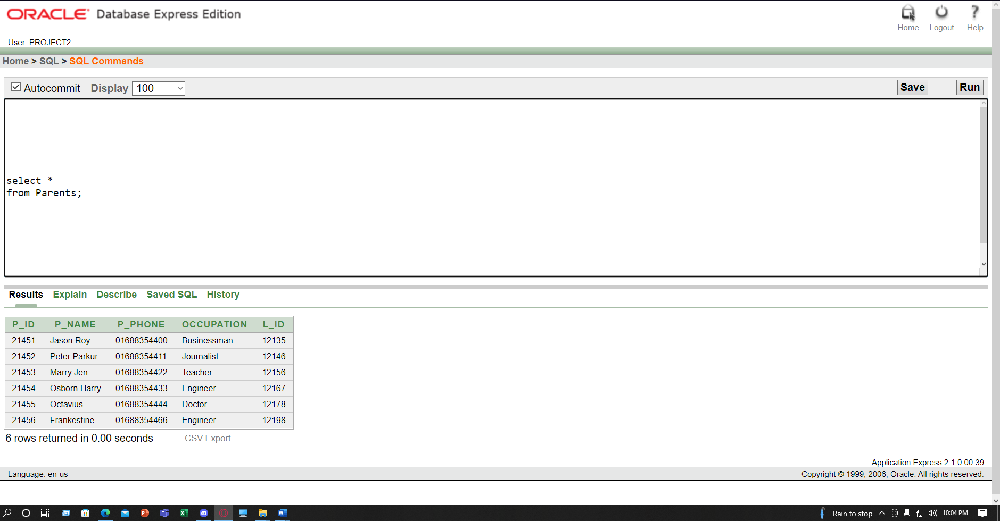 ORACLE Database Express Edition
Home Logout Help
User: PROJECT2
Home > SQL > SQL Commands
Autocommit Display 100 Save Run
select *
from Parents;
Results Explain Describe Saved SQL History
P_ID P_NAME P_PHONE OCCUPATION L_ID
21451 Jason Roy 01688354400 Businessman 12135
21452 Peter Parkur 01688354411 Journalist 12146
21453 Marry Jen 01688354422 Teacher 12156
21454 Osborn Harry 01688354433 Engineer 12167
21455 Octavius 01688354444 Doctor 12178
21456 Frankestine 01688354466 Engineer 12198
6 rows returned in 0.00 seconds CSV Export
Application Express 2.1.0.00.39
Language: en-us Copyright © 1999, 2006, Oracle. All rights reserved.
Rain to stop 10:04 PM